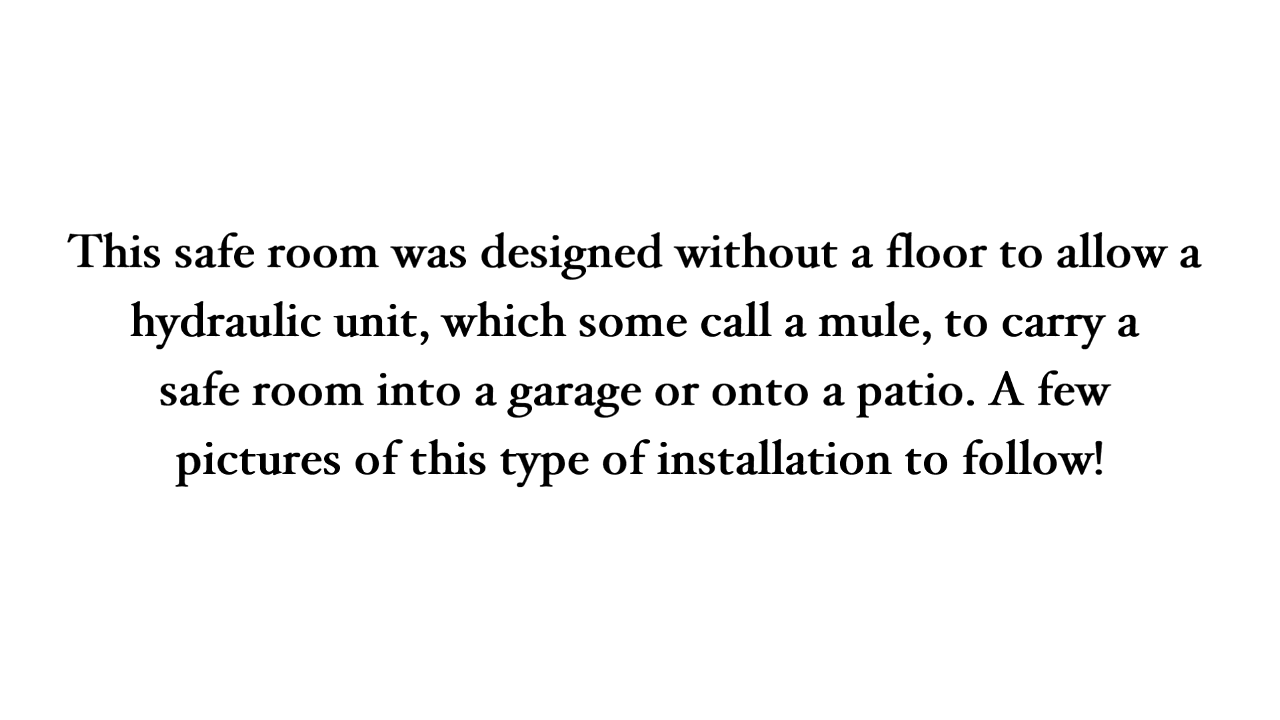 This safe room was designed without a floor to allow a
hydraulic unit, which some call a mule, to carry a
safe room into a garage or onto a patio. A few
pictures of this type of installation to follow!